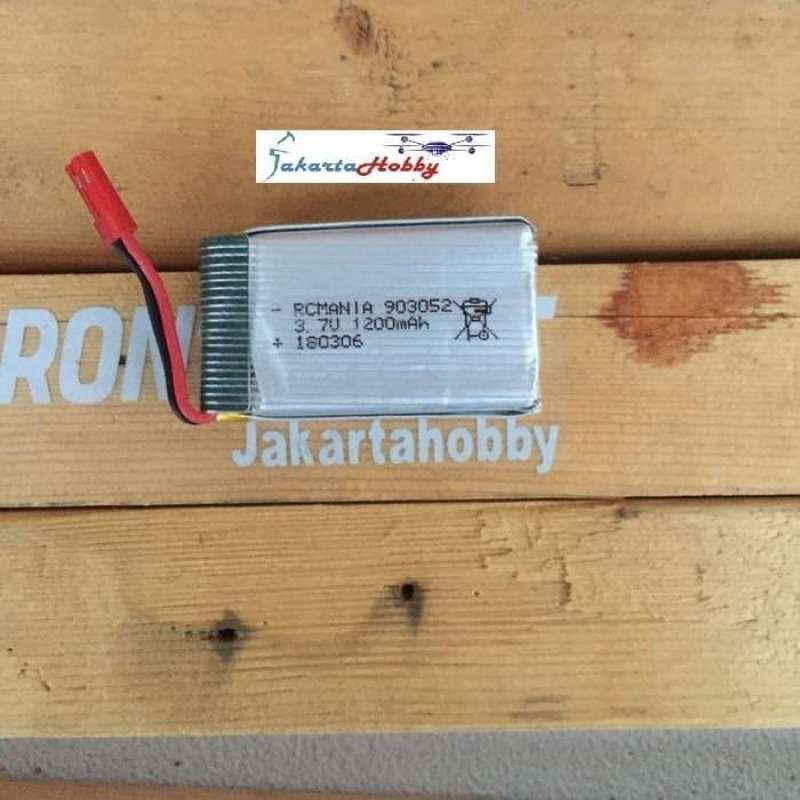 JakartaHobby
- RCMANIA 903052
3.7V 1200mAh
+ 180306
RON T
Jakartahobby